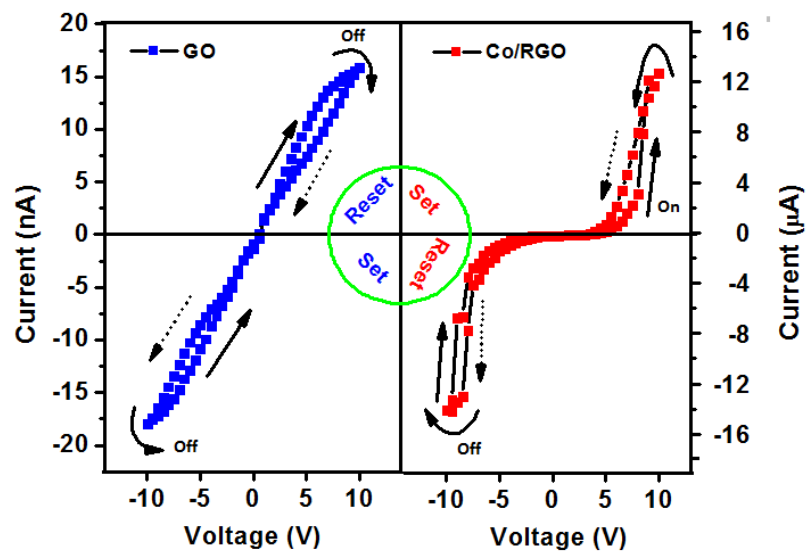 GO
Off
20
15
10
5
0
-5
-10
-15
-20
Current (nA)
Off
-10
-5
0
5
10
Voltage (V)
Reset
Set
Set
Reset
Co/RGO
On
Off
16
12
8
4
0
-4
-8
-12
-16
Current (μA)
-10
-5
0
5
10
Voltage (V)